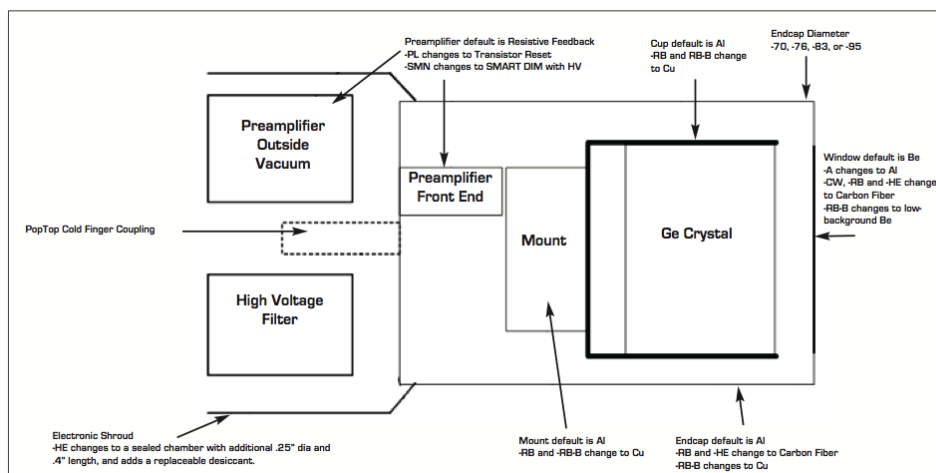 Preamplifier default is Resistive Feedback
-PL changes to Transistor Reset
-SMN changes to SMART DIM with HV
Cup default is Al
-RB and RB-B change
to Cu
Endcap Diameter
-70, -76, -83, or -95
Preamplifier
Outside
Vacuum
Window default is Be
-A changes to Al
-CW, -RB and -HE change
to Carbon Fiber
-RB-B changes to low-
background Be
Preamplifier
Front End
PopTop Cold Finger Coupling
Mount
Ge Crystal
High Voltage
Filter
Electronic Shroud
-HE changes to a sealed chamber with additional .25" dia and
.4" length, and adds a replaceable desiccant.
Mount default is Al
-RB and -RB-B change to Cu
Endcap default is Al
-RB and -HE change to Carbon Fiber
-RB-B changes to Cu